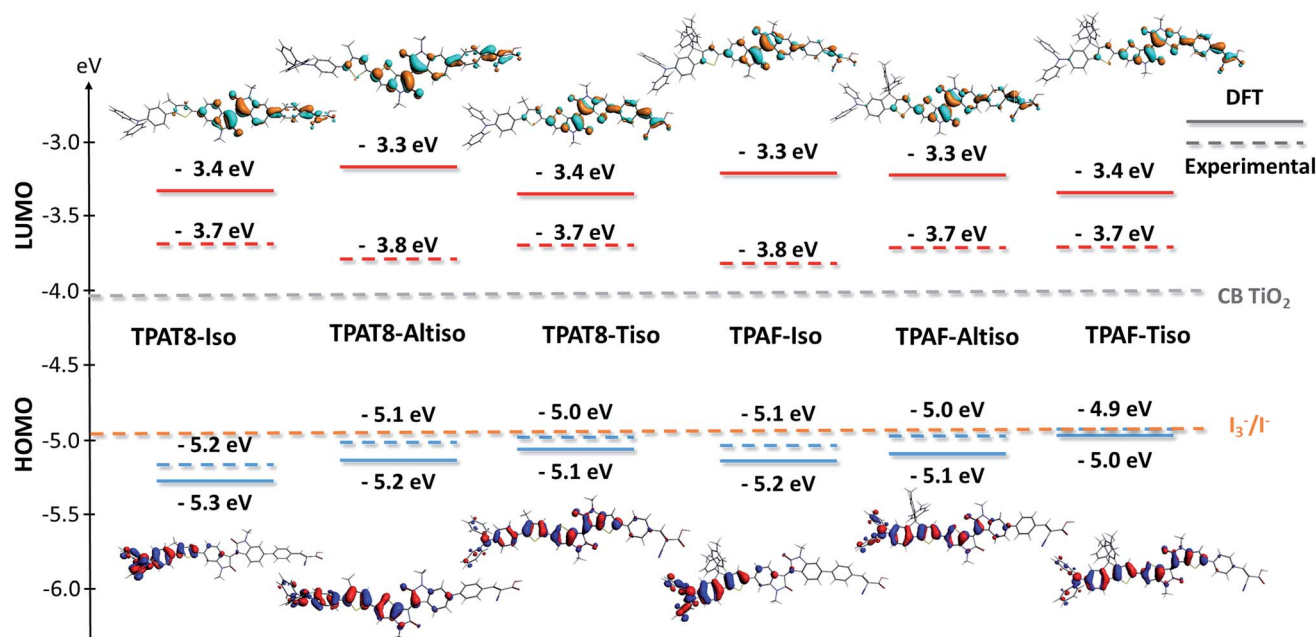 eV
DFT
Experimental
-3.0
-3.5
-4.0
-4.5
-5.0
-5.5
-6.0
LUMO
HOMO
- 3.4 eV
- 3.3 eV
- 3.4 eV
- 3.3 eV
- 3.3 eV
- 3.4 eV
- 3.7 eV
- 3.8 eV
- 3.7 eV
- 3.8 eV
- 3.7 eV
- 3.7 eV
CB TiO₂
TPAT8-Iso
TPAT8-Altiso
TPAT8-Tiso
TPAF-Iso
TPAF-Altiso
TPAF-Tiso
- 5.2 eV
- 5.1 eV
- 5.0 eV
- 5.1 eV
- 5.0 eV
- 4.9 eV
I₃⁻/I⁻
- 5.3 eV
- 5.2 eV
- 5.1 eV
- 5.2 eV
- 5.1 eV
- 5.0 eV